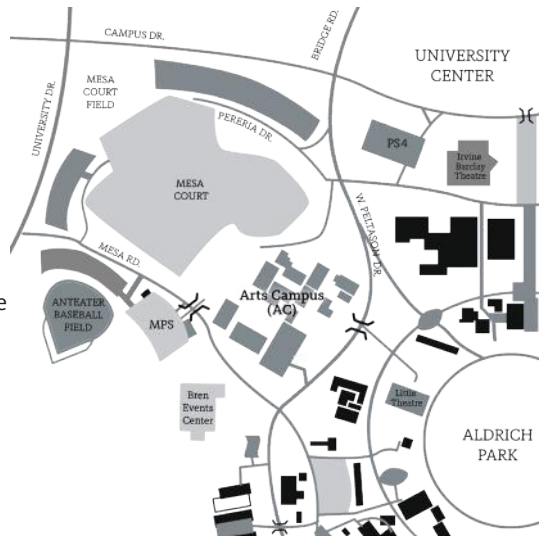 CAMPUS DR.
BRIDGE RD.
UNIVERSITY
CENTER
UNIVERSITY DR.
MESA
COURT
FIELD
PERERIA DR.
PS4
Irvine
Barclay
Theatre
MESA
COURT
W. PELTASON DR.
MESA RD.
e
ANTEATER
BASEBALL
FIELD
MPS
Arts Campus
(AC)
Bren
Events
Center
Little
Theatre
ALDRICH
PARK